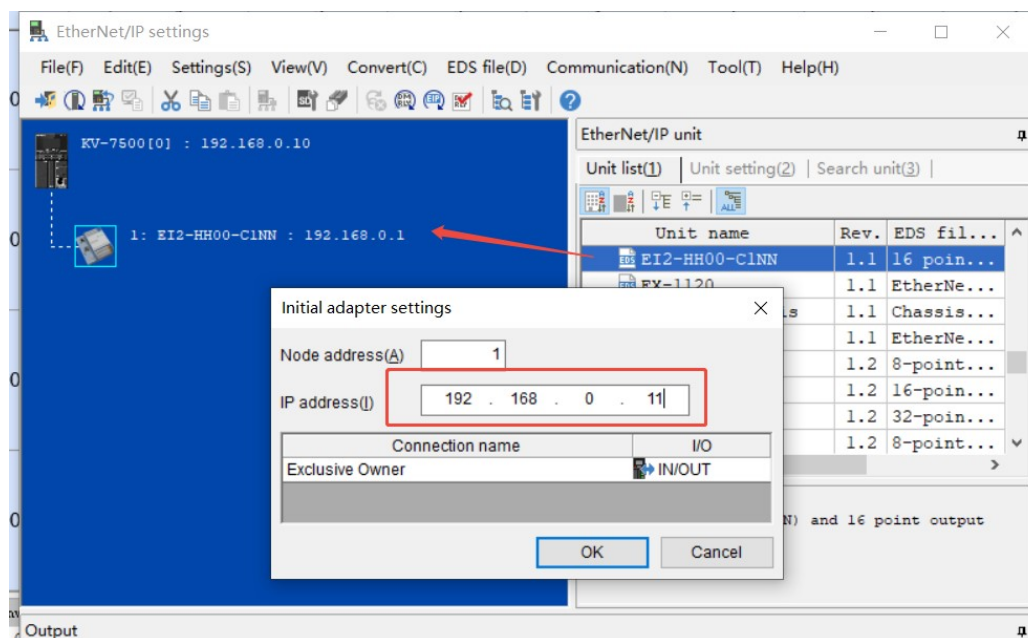 EtherNet/IP settings
File(F) Edit(E) Settings(S) View(V) Convert(C) EDS file(D) Communication(N) Tool(T) Help(H)
KV-7500[0] : 192.168.0.10
1: EI2-HH00-C1NN : 192.168.0.1
EtherNet/IP unit
Unit list(1) Unit setting(2) Search unit(3)
Unit name Rev. EDS fil...
EI2-HH00-C1NN 1.1 16 poin...
EX-1120 1.1 EtherNe...
1.1 Chassis...
1.1 EtherNe...
1.2 8-point...
1.2 16-poin...
1.2 32-poin...
1.2 8-point...
N) and 16 point output
Initial adapter settings
Node address(A) 1
IP address(I) 192 . 168 . 0 . 11
Connection name I/O
Exclusive Owner IN/OUT
OK Cancel
Output